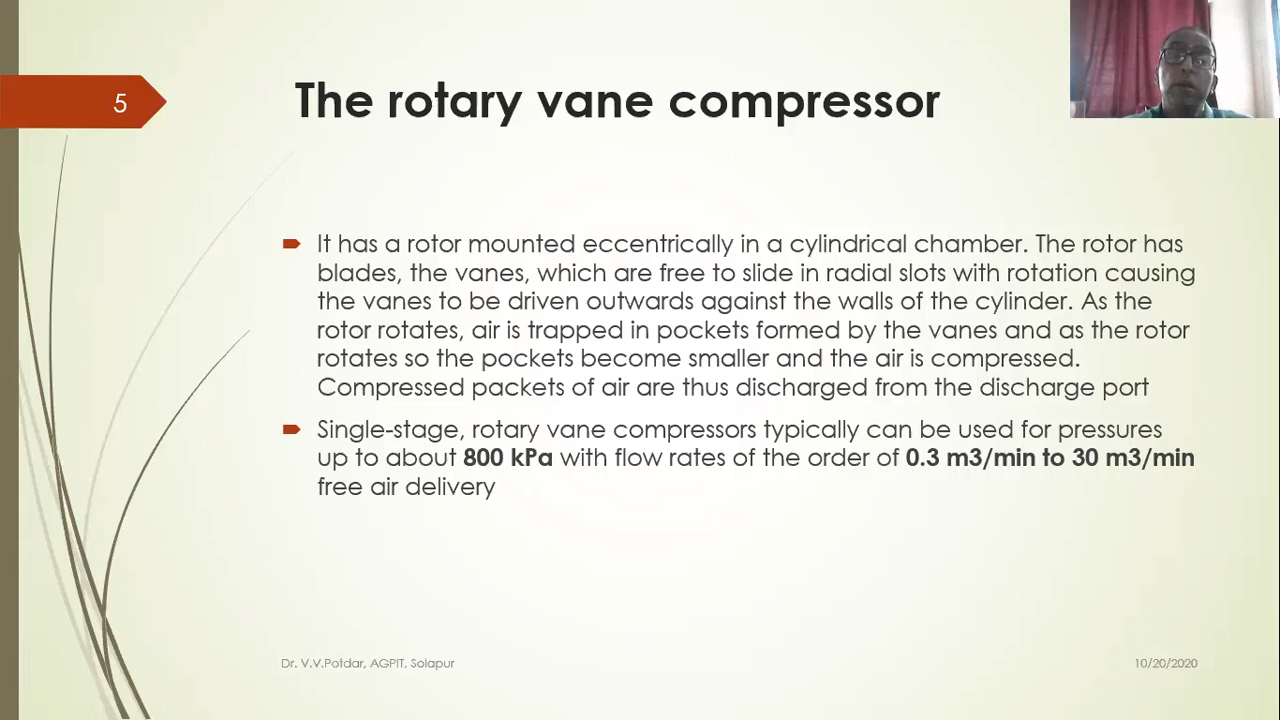 5
The rotary vane compressor
It has a rotor mounted eccentrically in a cylindrical chamber. The rotor has
blades, the vanes, which are free to slide in radial slots with rotation causing
the vanes to be driven outwards against the walls of the cylinder. As the
rotor rotates, air is trapped in pockets formed by the vanes and as the rotor
rotates so the pockets become smaller and the air is compressed.
Compressed packets of air are thus discharged from the discharge port
Single-stage, rotary vane compressors typically can be used for pressures
up to about 800 kPa with flow rates of the order of 0.3 m3/min to 30 m3/min
free air delivery
Dr. V.V.Potdar, AGPIT, Solapur
10/20/2020